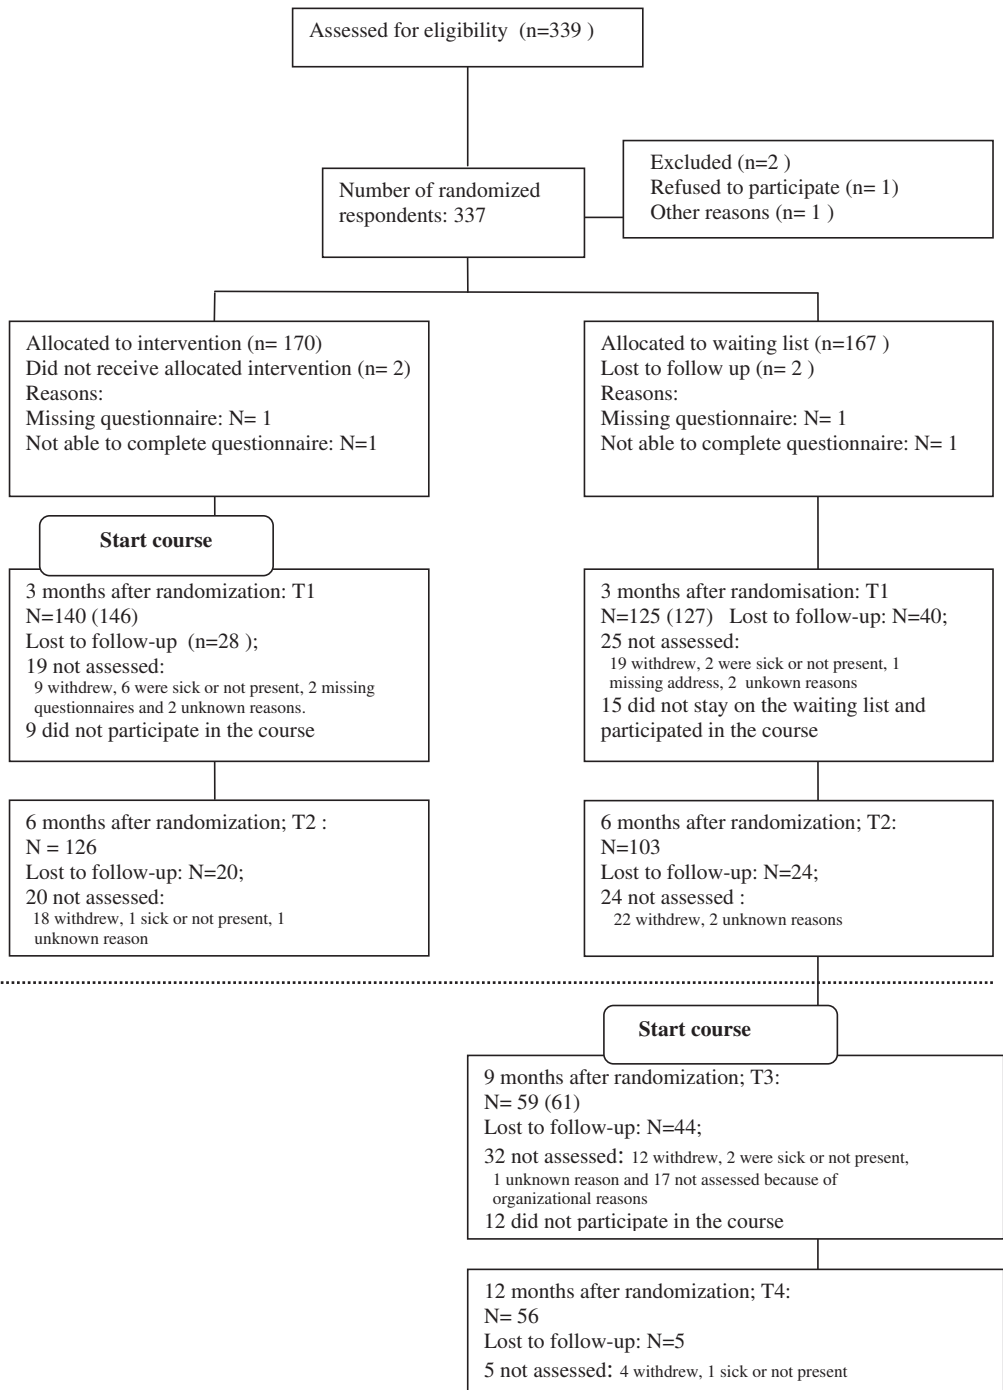 Assessed for eligibility (n=339 )
Excluded (n=2 )
Refused to participate (n= 1)
Other reasons (n= 1 )
Number of randomized
respondents: 337
Allocated to intervention (n= 170)
Did not receive allocated intervention (n= 2)
Reasons:
Missing questionnaire: N= 1
Not able to complete questionnaire: N=1
Allocated to waiting list (n=167 )
Lost to follow up (n= 2 )
Reasons:
Missing questionnaire: N= 1
Not able to complete questionnaire: N= 1
Start course
3 months after randomization: T1
N=140 (146)
Lost to follow-up (n=28 );
19 not assessed:
9 withdrew, 6 were sick or not present, 2 missing
questionnaires and 2 unknown reasons.
9 did not participate in the course
3 months after randomisation: T1
N=125 (127) Lost to follow-up: N=40;
25 not assessed:
19 withdrew, 2 were sick or not present, 1
missing address, 2 unkown reasons
15 did not stay on the waiting list and
participated in the course
6 months after randomization; T2 :
N = 126
Lost to follow-up: N=20;
20 not assessed:
18 withdrew, 1 sick or not present, 1
unknown reason
6 months after randomization; T2:
N=103
Lost to follow-up: N=24;
24 not assessed :
22 withdrew, 2 unknown reasons
Start course
9 months after randomization; T3:
N= 59 (61)
Lost to follow-up: N=44;
32 not assessed: 12 withdrew, 2 were sick or not present,
1 unknown reason and 17 not assessed because of
organizational reasons
12 did not participate in the course
12 months after randomization; T4:
N= 56
Lost to follow-up: N=5
5 not assessed: 4 withdrew, 1 sick or not present